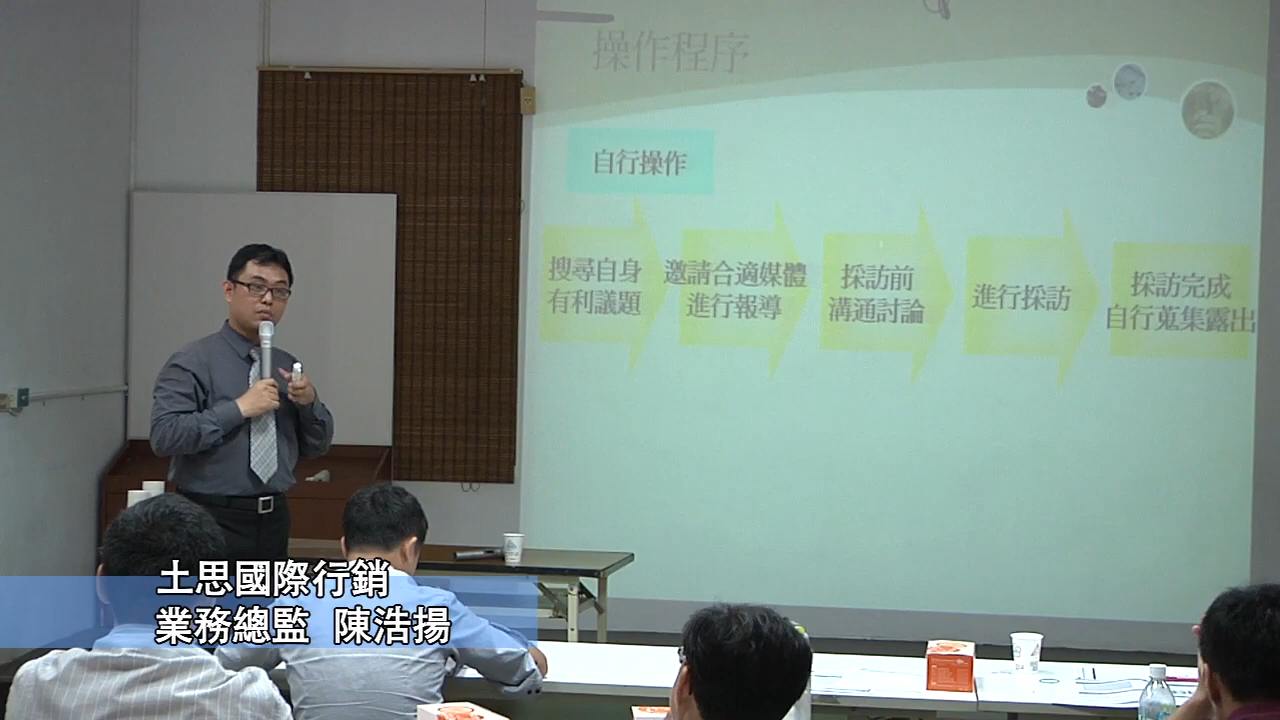 操作程序
自行操作
搜尋自身
有利議題
邀請合適媒體
進行報導
採訪前
溝通討論
進行採訪
採訪完成
自行蒐集露出
土思國際行銷
業務總監 陳浩揚